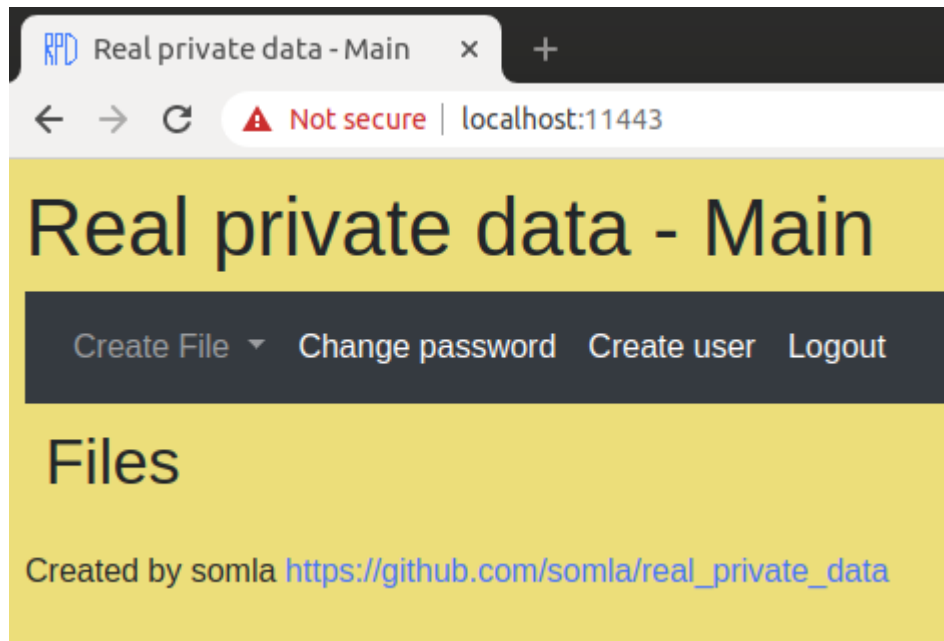 RPD Real private data - Main × +
Not secure | localhost:11443
Real private data - Main
Create File Change password Create user Logout
Files
Created by somla https://github.com/somla/real_private_data